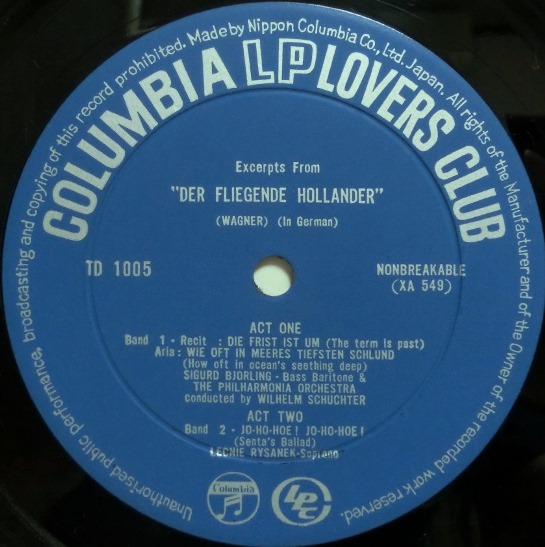 Unauthorised public performance, broadcasting and copying of this record prohibited. Made by Nippon Columbia Co., Ltd. Japan. All rights of the Manufacturer and of the Owner of the recorded work reserved.
COLUMBIA LP LOVERS CLUB
Excerpts From
"DER FLIEGENDE HOLLANDER"
(WAGNER) (In German)
TD 1005
NONBREAKABLE
(XA 549)
ACT ONE
Band 1 - Recit : DIE FRIST IST UM (The term is past)
Aria : WIE OFT IN MEERES TIEFSTEN SCHLUND
(How oft in ocean's seething deep)
SIGURD BJORLING - Bass Baritone &
THE PHILHARMONIA ORCHESTRA
conducted by WILHELM SCHUCHTER
ACT TWO
Band 2 - JO-HO-HOE! JO-HO-HOE!
(Senta's Ballad)
LEONIE RYSANEK-Soprano
Columbia
LPC